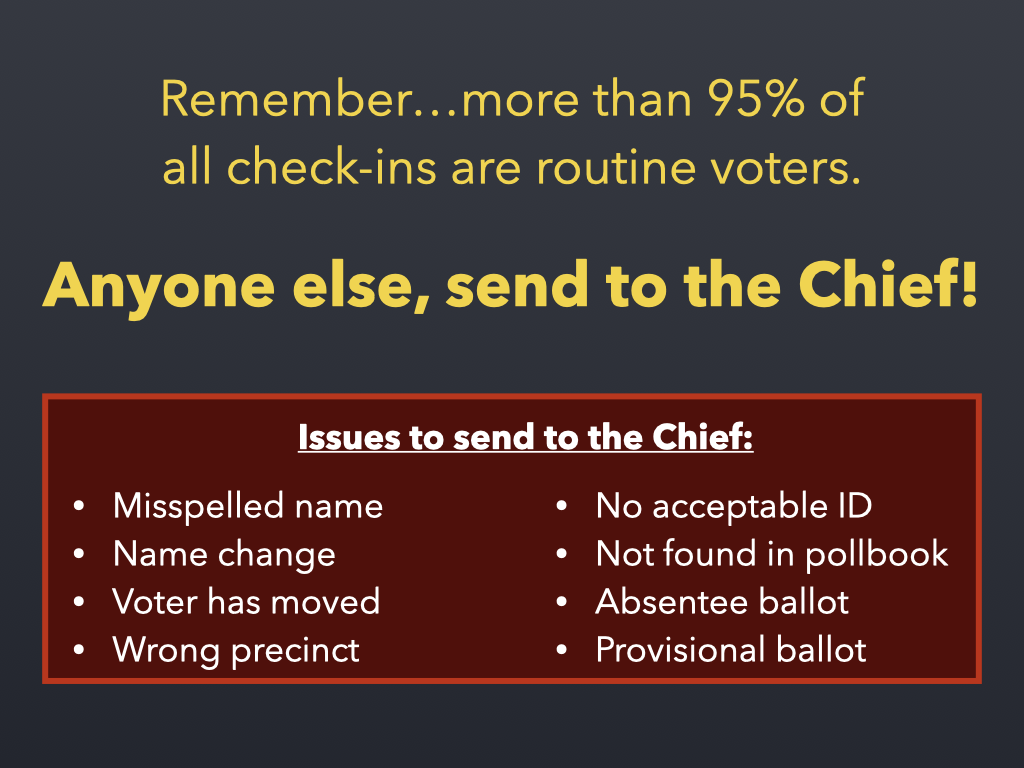 Remember…more than 95% of
all check-ins are routine voters.
Anyone else, send to the Chief!
Issues to send to the Chief:
• Misspelled name
• Name change
• Voter has moved
• Wrong precinct
• No acceptable ID
• Not found in pollbook
• Absentee ballot
• Provisional ballot